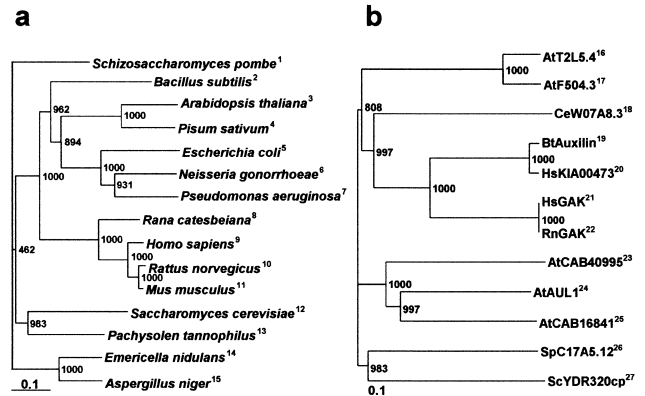 a
Schizosaccharomyces pombe1
Bacillus subtilis2
962
Arabidopsis thaliana3
1000
Pisum sativum4
894
Escherichia coli5
1000
Neisseria gonorrhoeae6
931
1000
Pseudomonas aeruginosa7
Rana catesbeiana8
1000
Homo sapiens9
462
1000
Rattus norvegicus10
1000
Mus musculus11
Saccharomyces cerevisiae12
983
Pachysolen tannophilus13
Emericella nidulans14
1000
Aspergillus niger15
0.1
b
AtT2L5.416
1000
AtF504.317
808
CeW07A8.318
BtAuxilin19
997
1000
HsKIA0047320
1000
HsGAK21
1000
RnGAK22
AtCAB4099523
1000
AtAUL124
997
AtCAB1684125
SpC17A5.1226
983
ScYDR320cp27
0.1